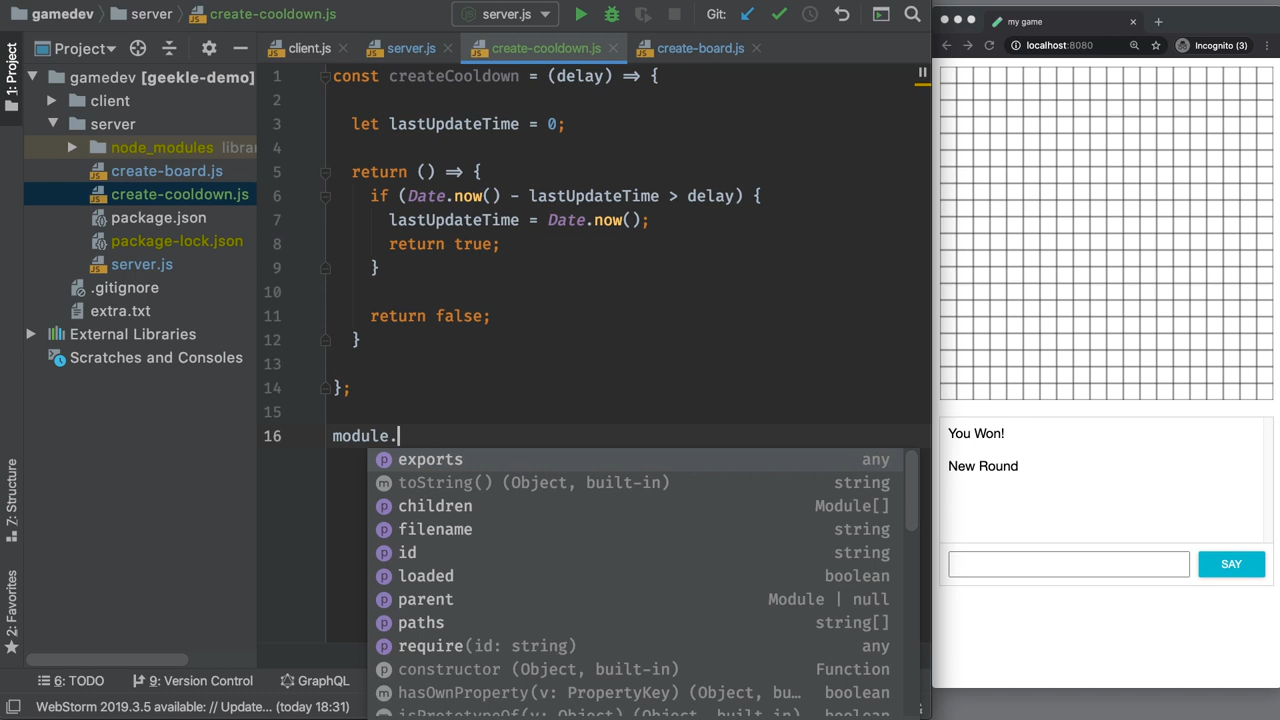 gamedev server create-cooldown.js server.js Git:
Project
client.js server.js create-cooldown.js create-board.js
1: Project
gamedev [geekle-demo]
client
server
node_modules libra
create-board.js
create-cooldown.js
package.json
package-lock.json
server.js
.gitignore
extra.txt
External Libraries
Scratches and Consoles
7: Structure
2: Favorites
1 const createCooldown = (delay) => {
2
3 let lastUpdateTime = 0;
4
5 return () => {
6 if (Date.now() - lastUpdateTime > delay) {
7 lastUpdateTime = Date.now();
8 return true;
9 }
10
11 return false;
12 }
13
14 };
15
16 module.
exports any
toString() (Object, built-in) string
children Module[]
filename string
id string
loaded boolean
parent Module | null
paths string[]
require(id: string) any
constructor (Object, built-in) Function
hasOwnProperty(v: PropertyKey) (Object, bu... boolean
isPrototypeOf(v: Object) (Object, built-in) boolean
6: TODO 9: Version Control GraphQL
WebStorm 2019.3.5 available: // Update... (today 18:31)
my game
localhost:8080 Incognito (3)
You Won!
New Round
SAY